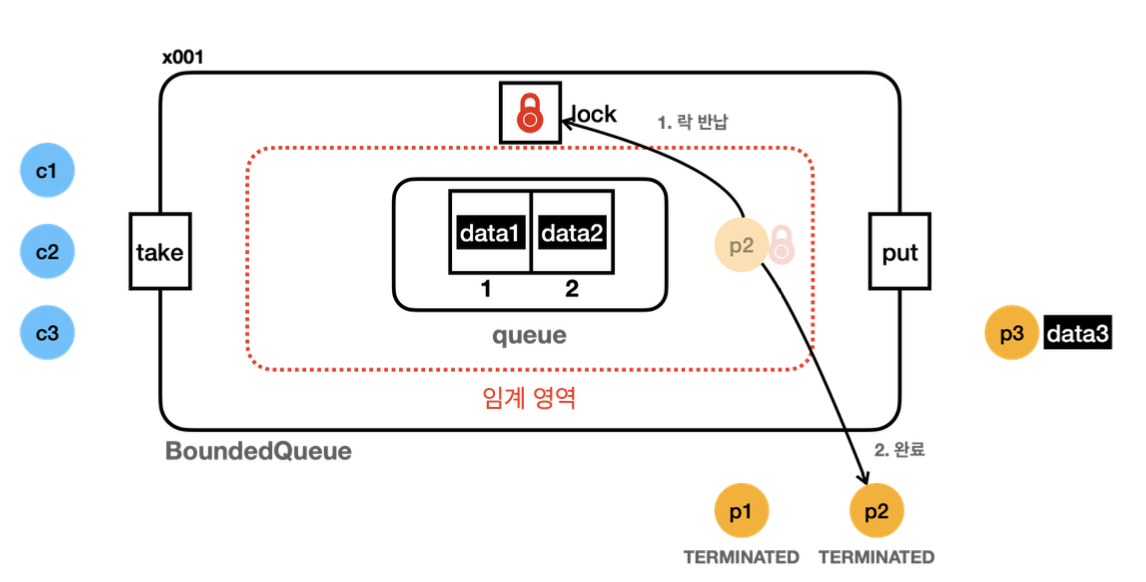 x001
lock
1. 락 반납
c1
c2
c3
take
data1
data2
1
2
queue
p2
put
p3
data3
임계 영역
BoundedQueue
2. 완료
p1
p2
TERMINATED
TERMINATED